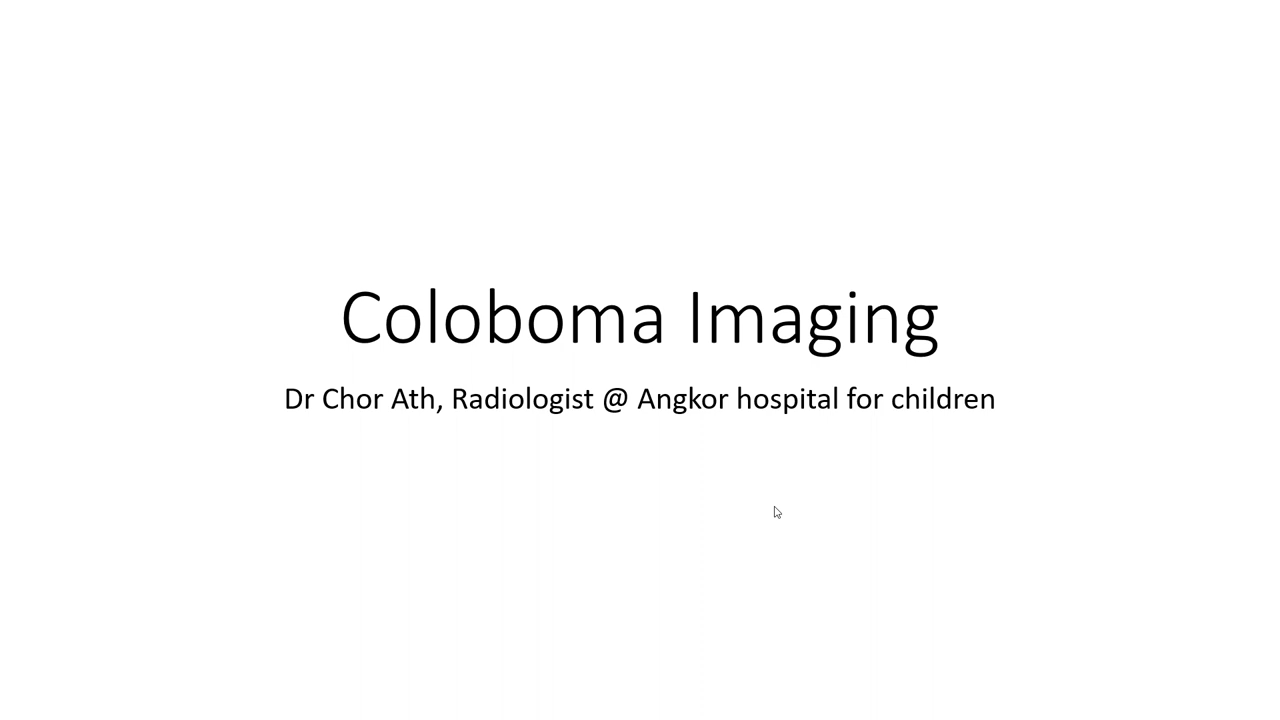 Coloboma Imaging
Dr Chor Ath, Radiologist @ Angkor hospital for children